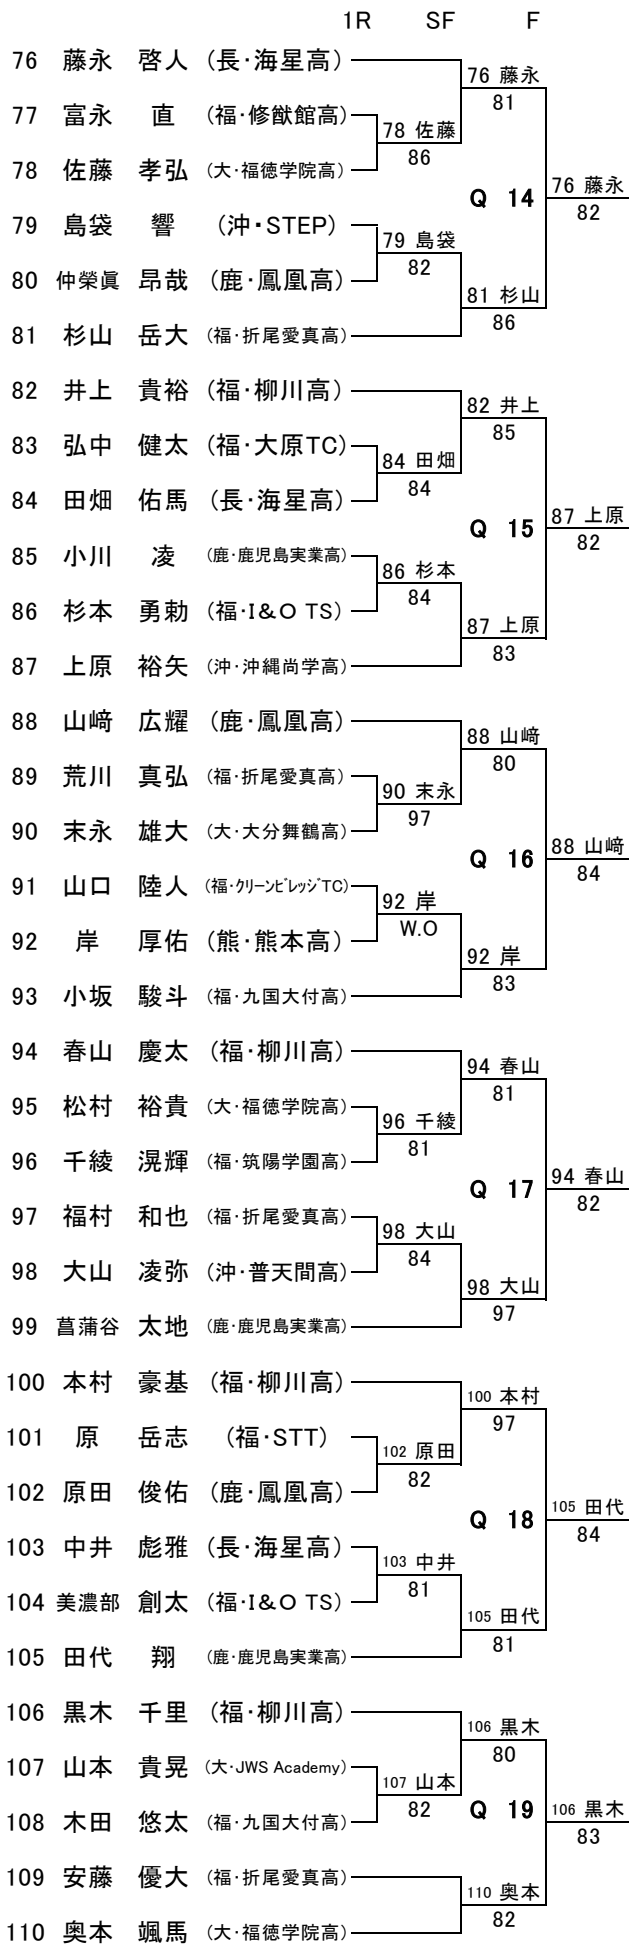 1R SF F
76 藤永 啓人 (長・海星高)
76 藤永
77 富永 直 (福・修猷館高)
81
78 佐藤
86
78 佐藤 孝弘 (大・福徳学院高)
76 藤永
Q 14
82
79 島袋 響 (沖・STEP)
79 島袋
82
80 仲榮眞 昂哉 (鹿・鳳凰高)
81 杉山
86
81 杉山 岳大 (福・折尾愛真高)
82 井上 貴裕 (福・柳川高)
82 井上
85
83 弘中 健太 (福・大原TC)
84 田畑
84
84 田畑 佑馬 (長・海星高)
87 上原
Q 15
82
85 小川 凌 (鹿・鹿児島実業高)
86 杉本
84
86 杉本 勇勅 (福・I&O TS)
87 上原
83
87 上原 裕矢 (沖・沖縄尚学高)
88 山﨑 広耀 (鹿・鳳凰高)
88 山﨑
80
89 荒川 真弘 (福・折尾愛真高)
90 末永
97
90 末永 雄大 (大・大分舞鶴高)
88 山﨑
Q 16
84
91 山口 陸人 (福・クリーンビレッジTC)
92 岸
W.O
92 岸 厚佑 (熊・熊本高)
92 岸
83
93 小坂 駿斗 (福・九国大付高)
94 春山 慶太 (福・柳川高)
94 春山
81
95 松村 裕貴 (大・福徳学院高)
96 千綾
81
96 千綾 滉輝 (福・筑陽学園高)
94 春山
Q 17
82
97 福村 和也 (福・折尾愛真高)
98 大山
84
98 大山 凌弥 (沖・普天間高)
98 大山
97
99 菖蒲谷 太地 (鹿・鹿児島実業高)
100 本村 豪基 (福・柳川高)
100 本村
97
101 原 岳志 (福・STT)
102 原田
82
102 原田 俊佑 (鹿・鳳凰高)
105 田代
Q 18
84
103 中井 彪雅 (長・海星高)
103 中井
81
104 美濃部 創太 (福・I&O TS)
105 田代
81
105 田代 翔 (鹿・鹿児島実業高)
106 黒木 千里 (福・柳川高)
106 黒木
80
107 山本 貴晃 (大・JWS Academy)
107 山本
82
108 木田 悠太 (福・九国大付高)
Q 19
106 黒木
83
109 安藤 優大 (福・折尾愛真高)
110 奥本
82
110 奥本 颯馬 (大・福徳学院高)